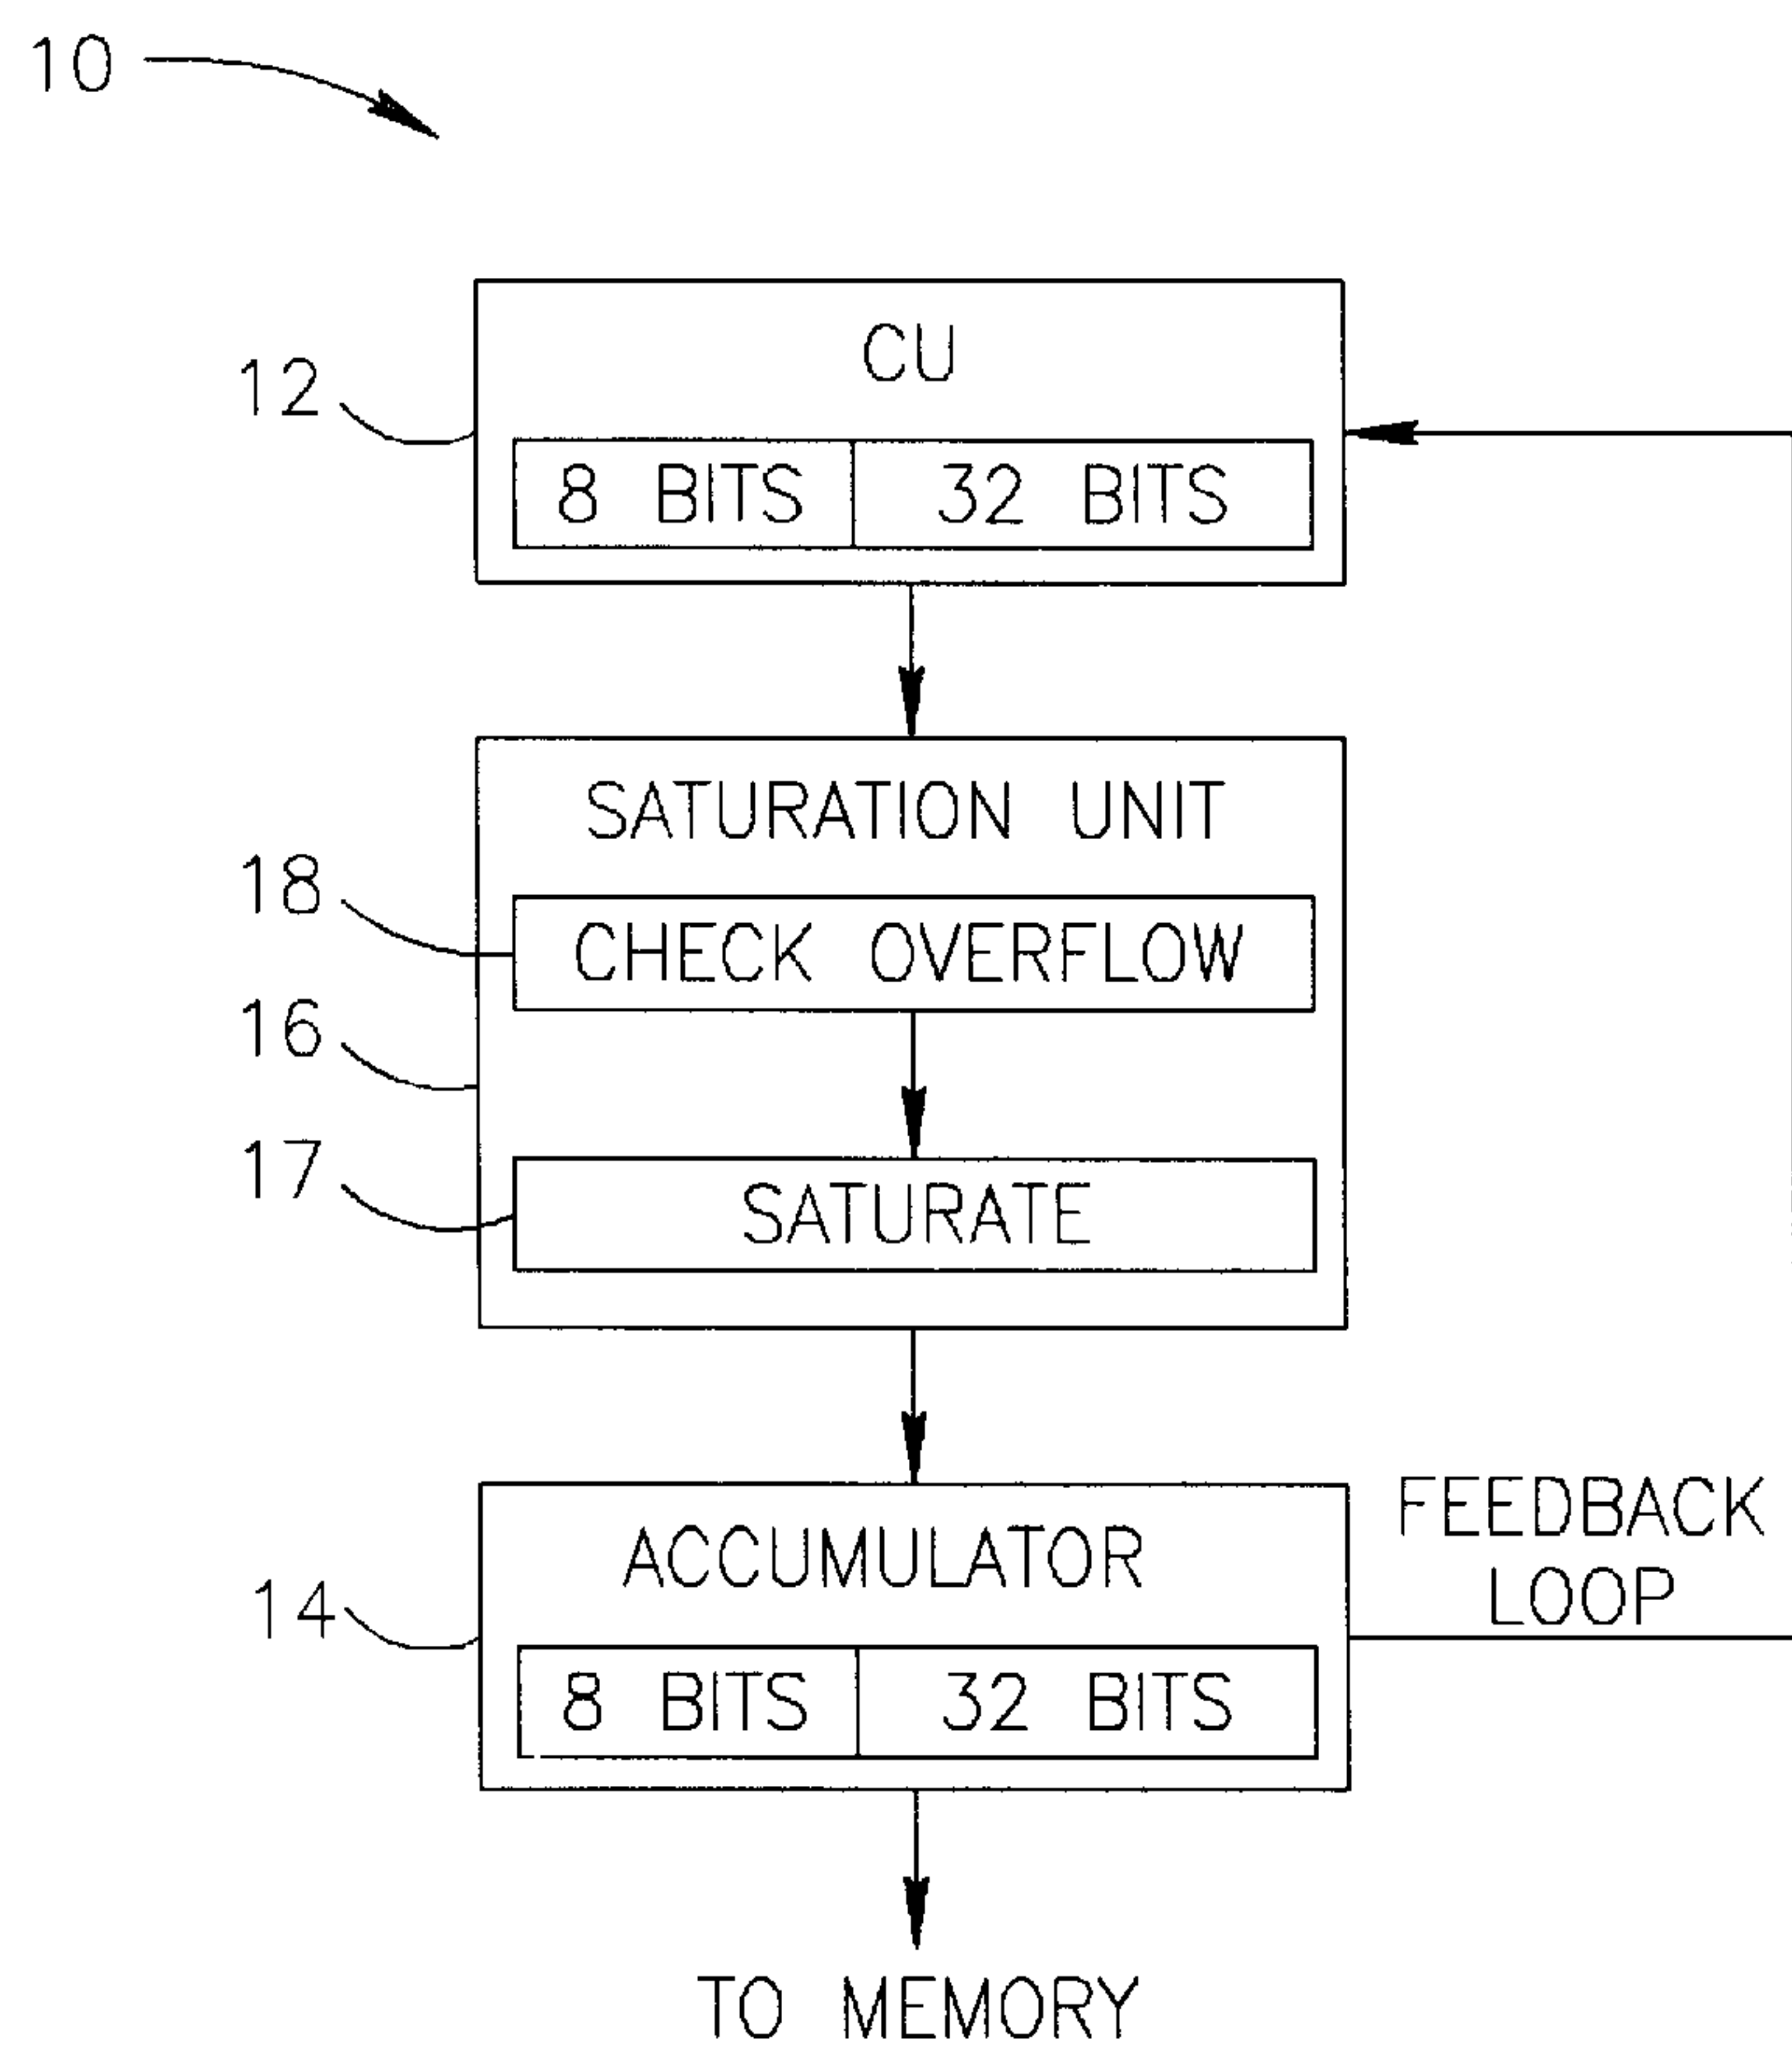 10
CU
12
8 BITS 32 BITS
SATURATION UNIT
18
CHECK OVERFLOW
16
17
SATURATE
FEEDBACK
LOOP
ACCUMULATOR
14
8 BITS 32 BITS
TO MEMORY